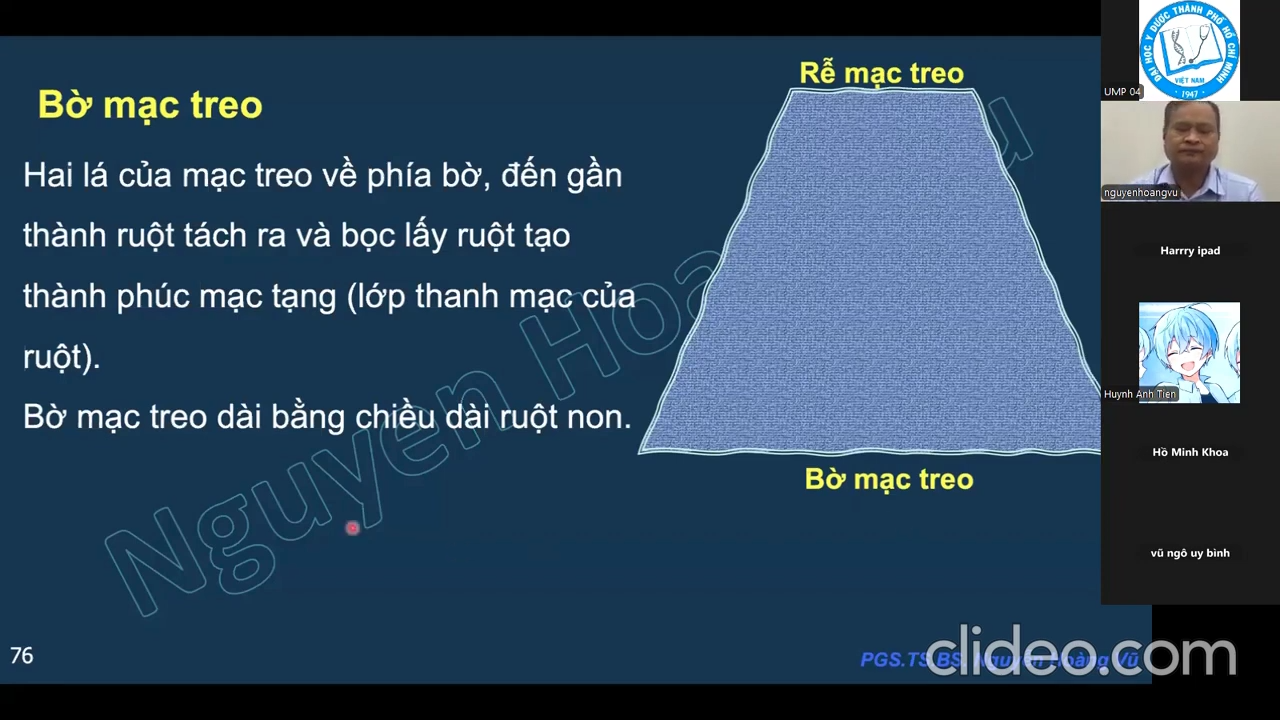 Bờ mạc treo
Hai lá của mạc treo về phía bờ, đến gần
thành ruột tách ra và bọc lấy ruột tạo
thành phúc mạc tạng (lớp thanh mạc của
ruột).
Bờ mạc treo dài bằng chiều dài ruột non.
Rễ mạc treo
Bờ mạc treo
Nguyen Hoang Vu
76
PGS.TS.BS. Nguyễn Hoàng Vũ
clideo.com
ĐẠI HỌC Y DƯỢC THÀNH PHỐ HỒ CHÍ MINH
VIỆT NAM
1947
UMP 04
nguyenhoangvu
Harrry ipad
Huynh Anh Tien
Hồ Minh Khoa
vũ ngô uy bình